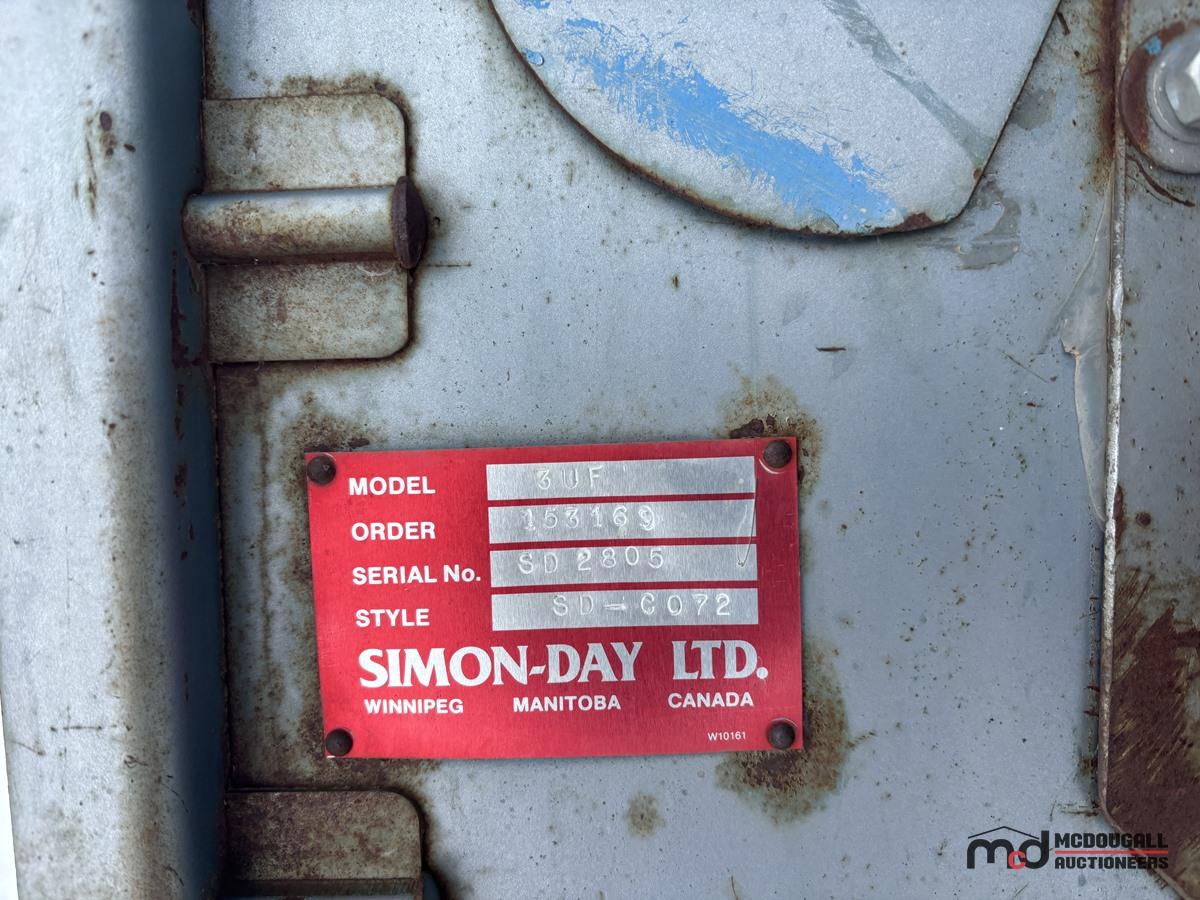 MODEL 3UF
ORDER 153169
SERIAL No. SD 2805
STYLE SD-C072
SIMON-DAY LTD.
WINNIPEG MANITOBA CANADA
W10161
mcd MCDOUGALL
AUCTIONEERS